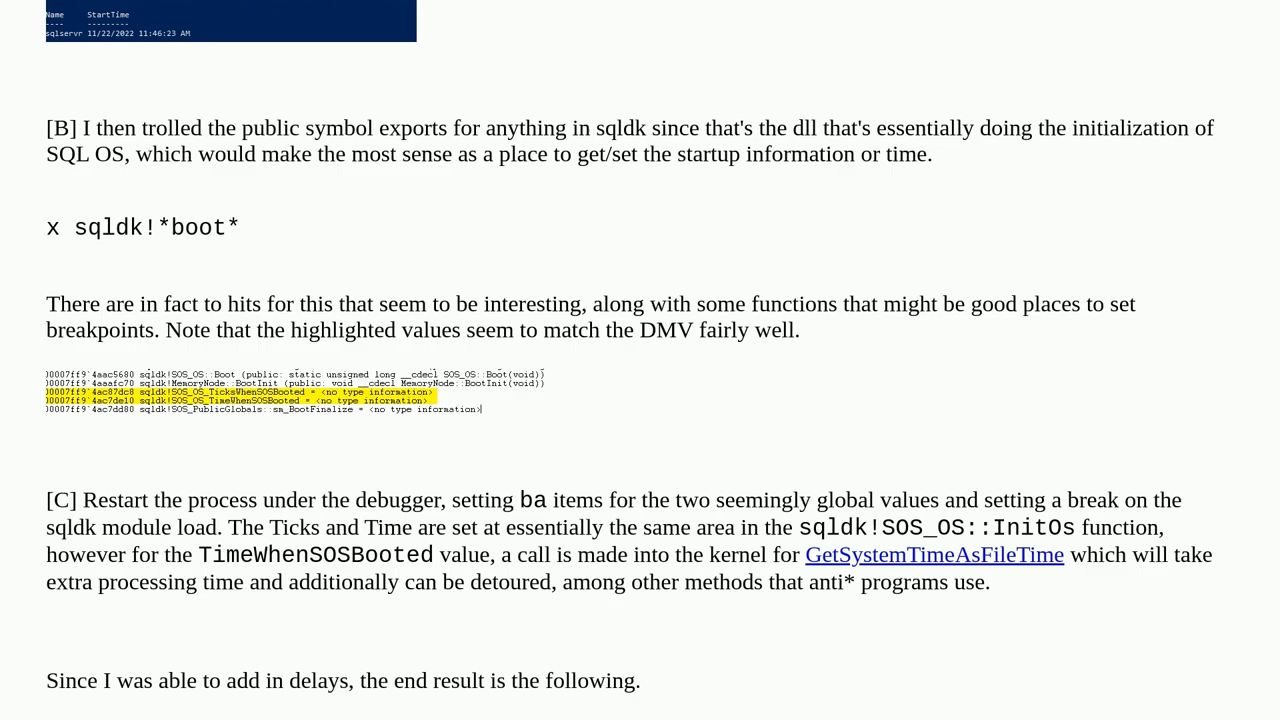 Name     StartTime
----     ---------
sqlservr 11/22/2022 11:46:23 AM
[B] I then trolled the public symbol exports for anything in sqldk since that's the dll that's essentially doing the initialization of
SQL OS, which would make the most sense as a place to get/set the startup information or time.
x sqldk!*boot*
There are in fact to hits for this that seem to be interesting, along with some functions that might be good places to set
breakpoints. Note that the highlighted values seem to match the DMV fairly well.
00007ff9`4aac5680 sqldk!SOS_OS::Boot (public: static unsigned long __cdecl SOS_OS::Boot(void))
00007ff9`4aaafc70 sqldk!MemoryNode::BootInit (public: void __cdecl MemoryNode::BootInit(void))
00007ff9`4ac87dc8 sqldk!SOS_OS_TicksWhenSOSBooted = <no type information>
00007ff9`4ac7de10 sqldk!SOS_OS_TimeWhenSOSBooted = <no type information>
00007ff9`4ac7dd80 sqldk!SOS_PublicGlobals::sm_BootFinalize = <no type information>
[C] Restart the process under the debugger, setting ba items for the two seemingly global values and setting a break on the
sqldk module load. The Ticks and Time are set at essentially the same area in the sqldk!SOS_OS::InitOs function,
however for the TimeWhenSOSBooted value, a call is made into the kernel for GetSystemTimeAsFileTime which will take
extra processing time and additionally can be detoured, among other methods that anti* programs use.
Since I was able to add in delays, the end result is the following.